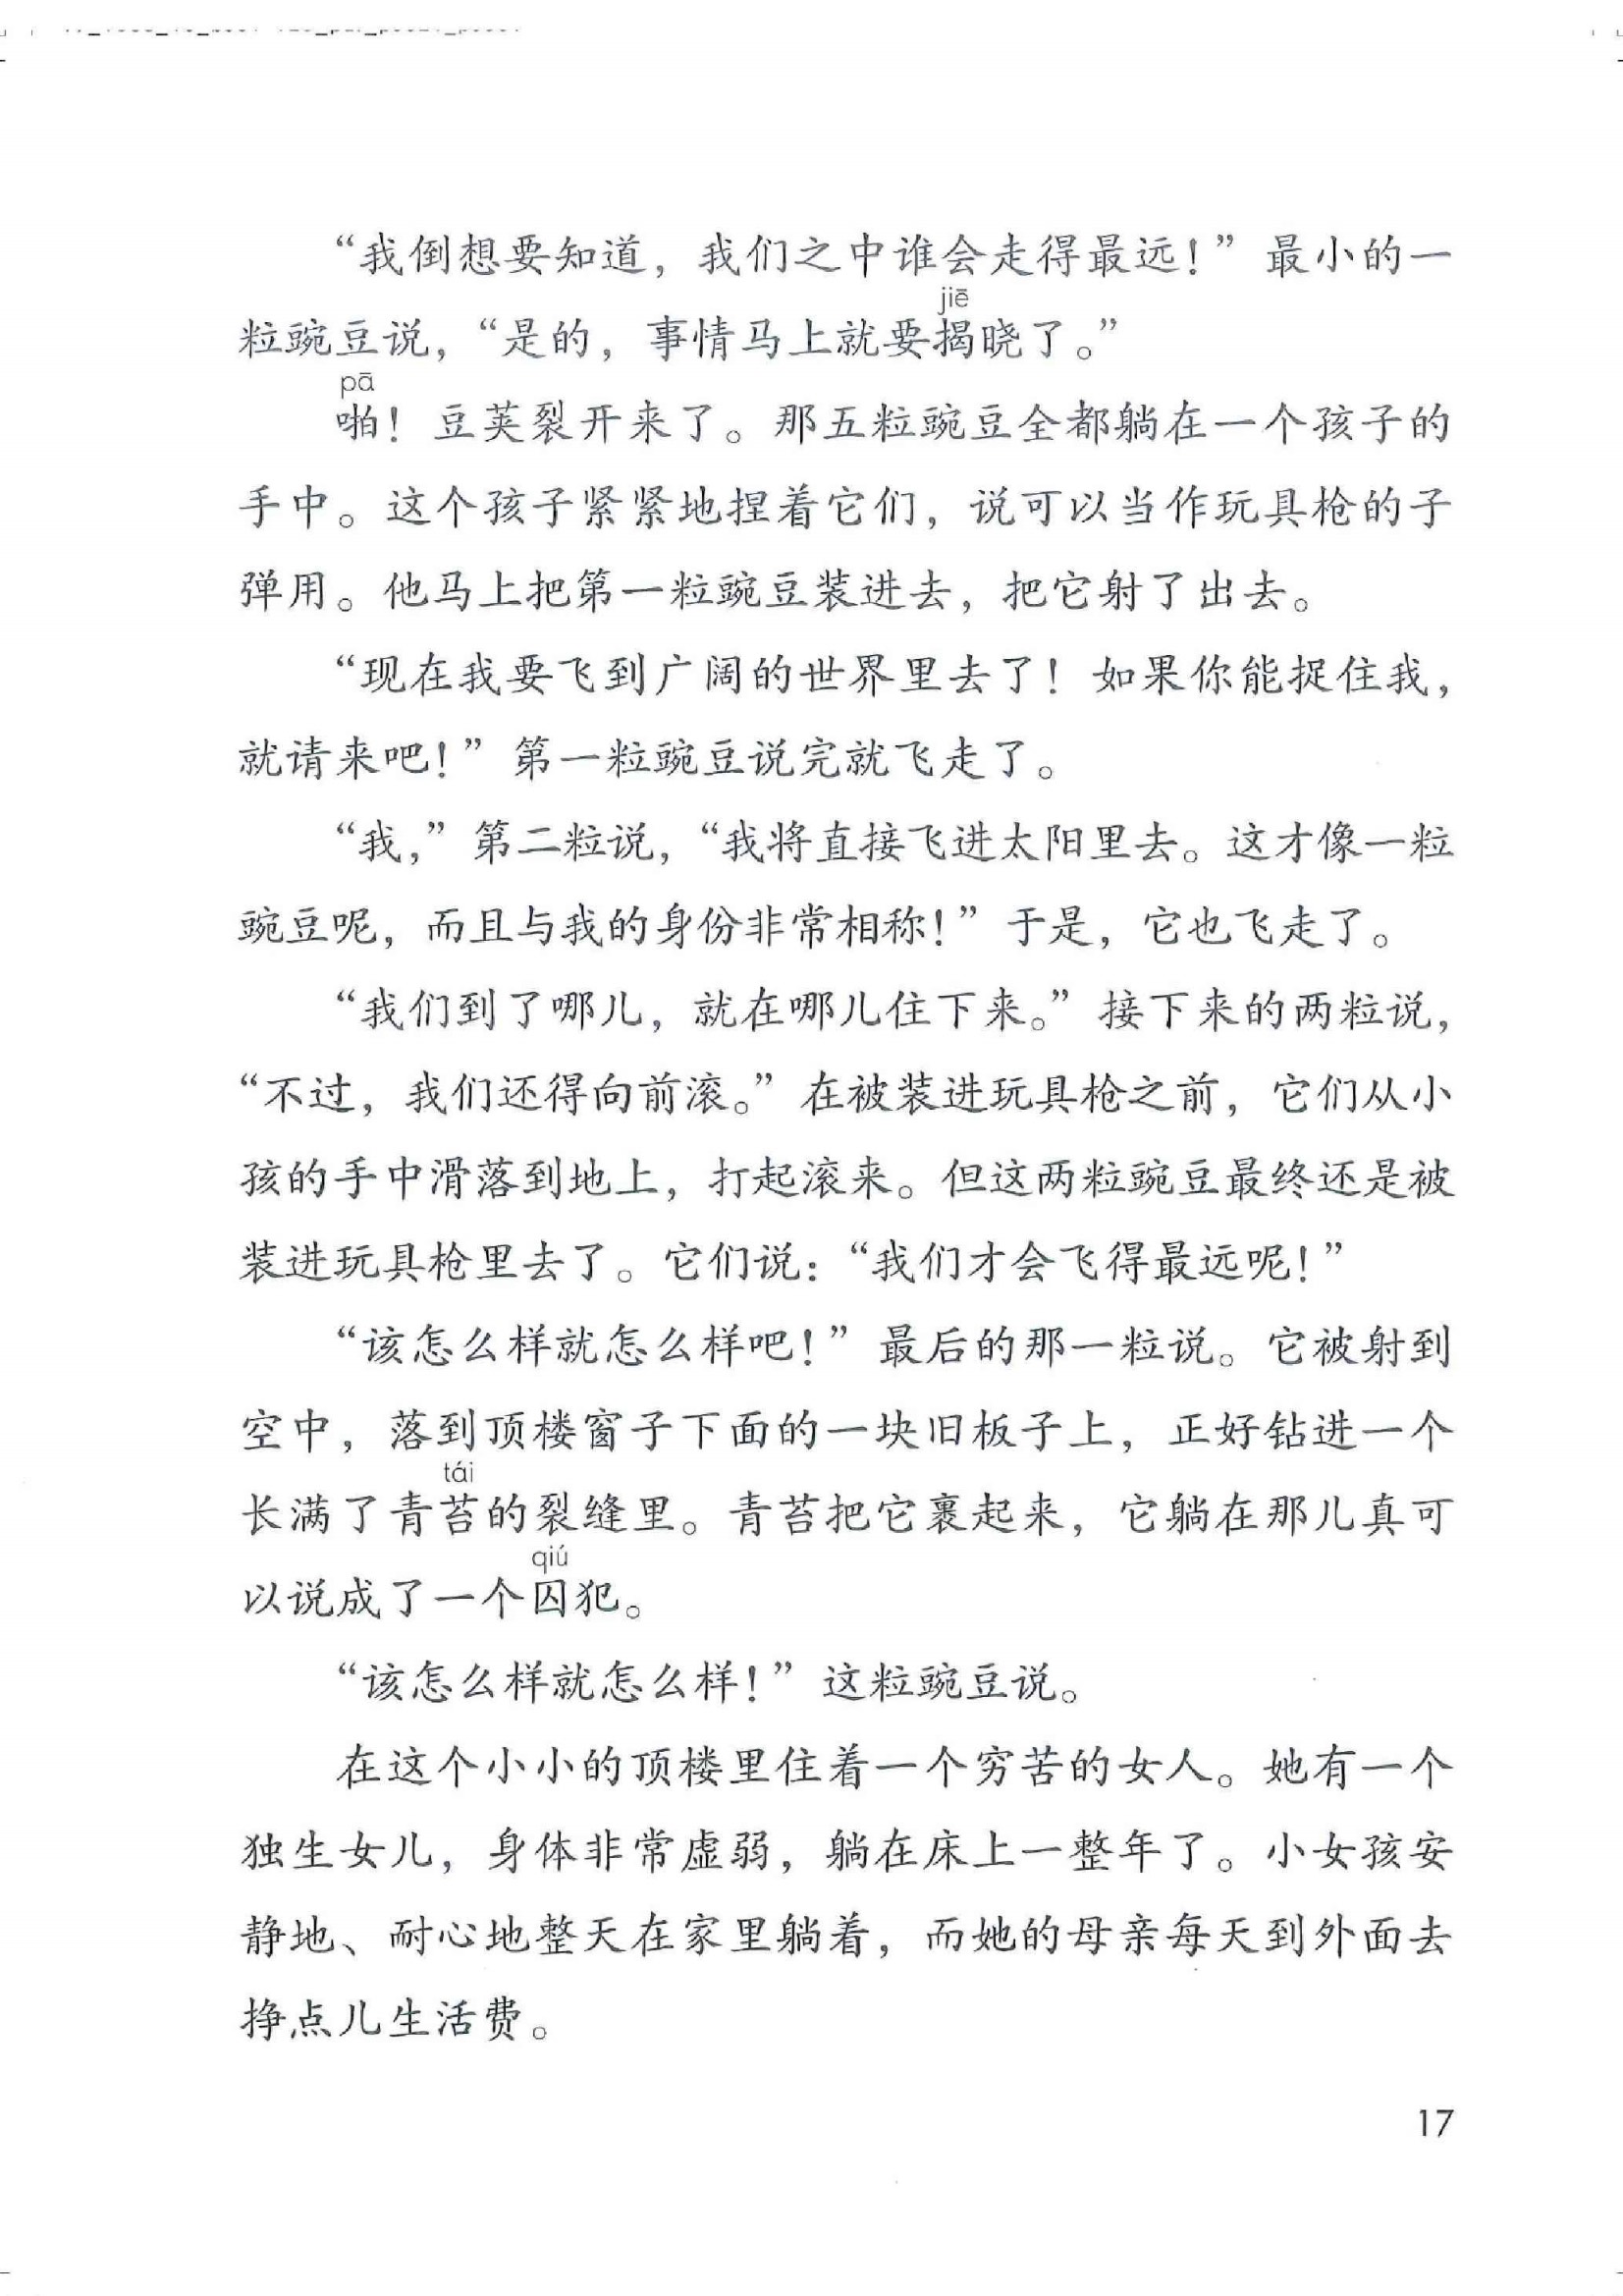 “我倒想要知道，我们之中谁会走得最远！”最小的一
jiē
粒豌豆说，“是的，事情马上就要揭晓了。”
pā
啪！豆荚裂开来了。那五粒豌豆全都躺在一个孩子的
手中。这个孩子紧紧地捏着它们，说可以当作玩具枪的子
弹用。他马上把第一粒豌豆装进去，把它射了出去。
“现在我要飞到广阔的世界里去了！如果你能捉住我，
就请来吧！”第一粒豌豆说完就飞走了。
“我，”第二粒说，“我将直接飞进太阳里去。这才像一粒
豌豆呢，而且与我的身份非常相称！”于是，它也飞走了。
“我们到了哪儿，就在哪儿住下来。”接下来的两粒说，
“不过，我们还得向前滚。”在被装进玩具枪之前，它们从小
孩的手中滑落到地上，打起滚来。但这两粒豌豆最终还是被
装进玩具枪里去了。它们说：“我们才会飞得最远呢！”
“该怎么样就怎么样吧！”最后的那一粒说。它被射到
空中，落到顶楼窗子下面的一块旧板子上，正好钻进一个
tái
长满了青苔的裂缝里。青苔把它裹起来，它躺在那儿真可
qiú
以说成了一个囚犯。
“该怎么样就怎么样！”这粒豌豆说。
在这个小小的顶楼里住着一个穷苦的女人。她有一个
独生女儿，身体非常虚弱，躺在床上一整年了。小女孩安
静地、耐心地整天在家里躺着，而她的母亲每天到外面去
挣点儿生活费。
17